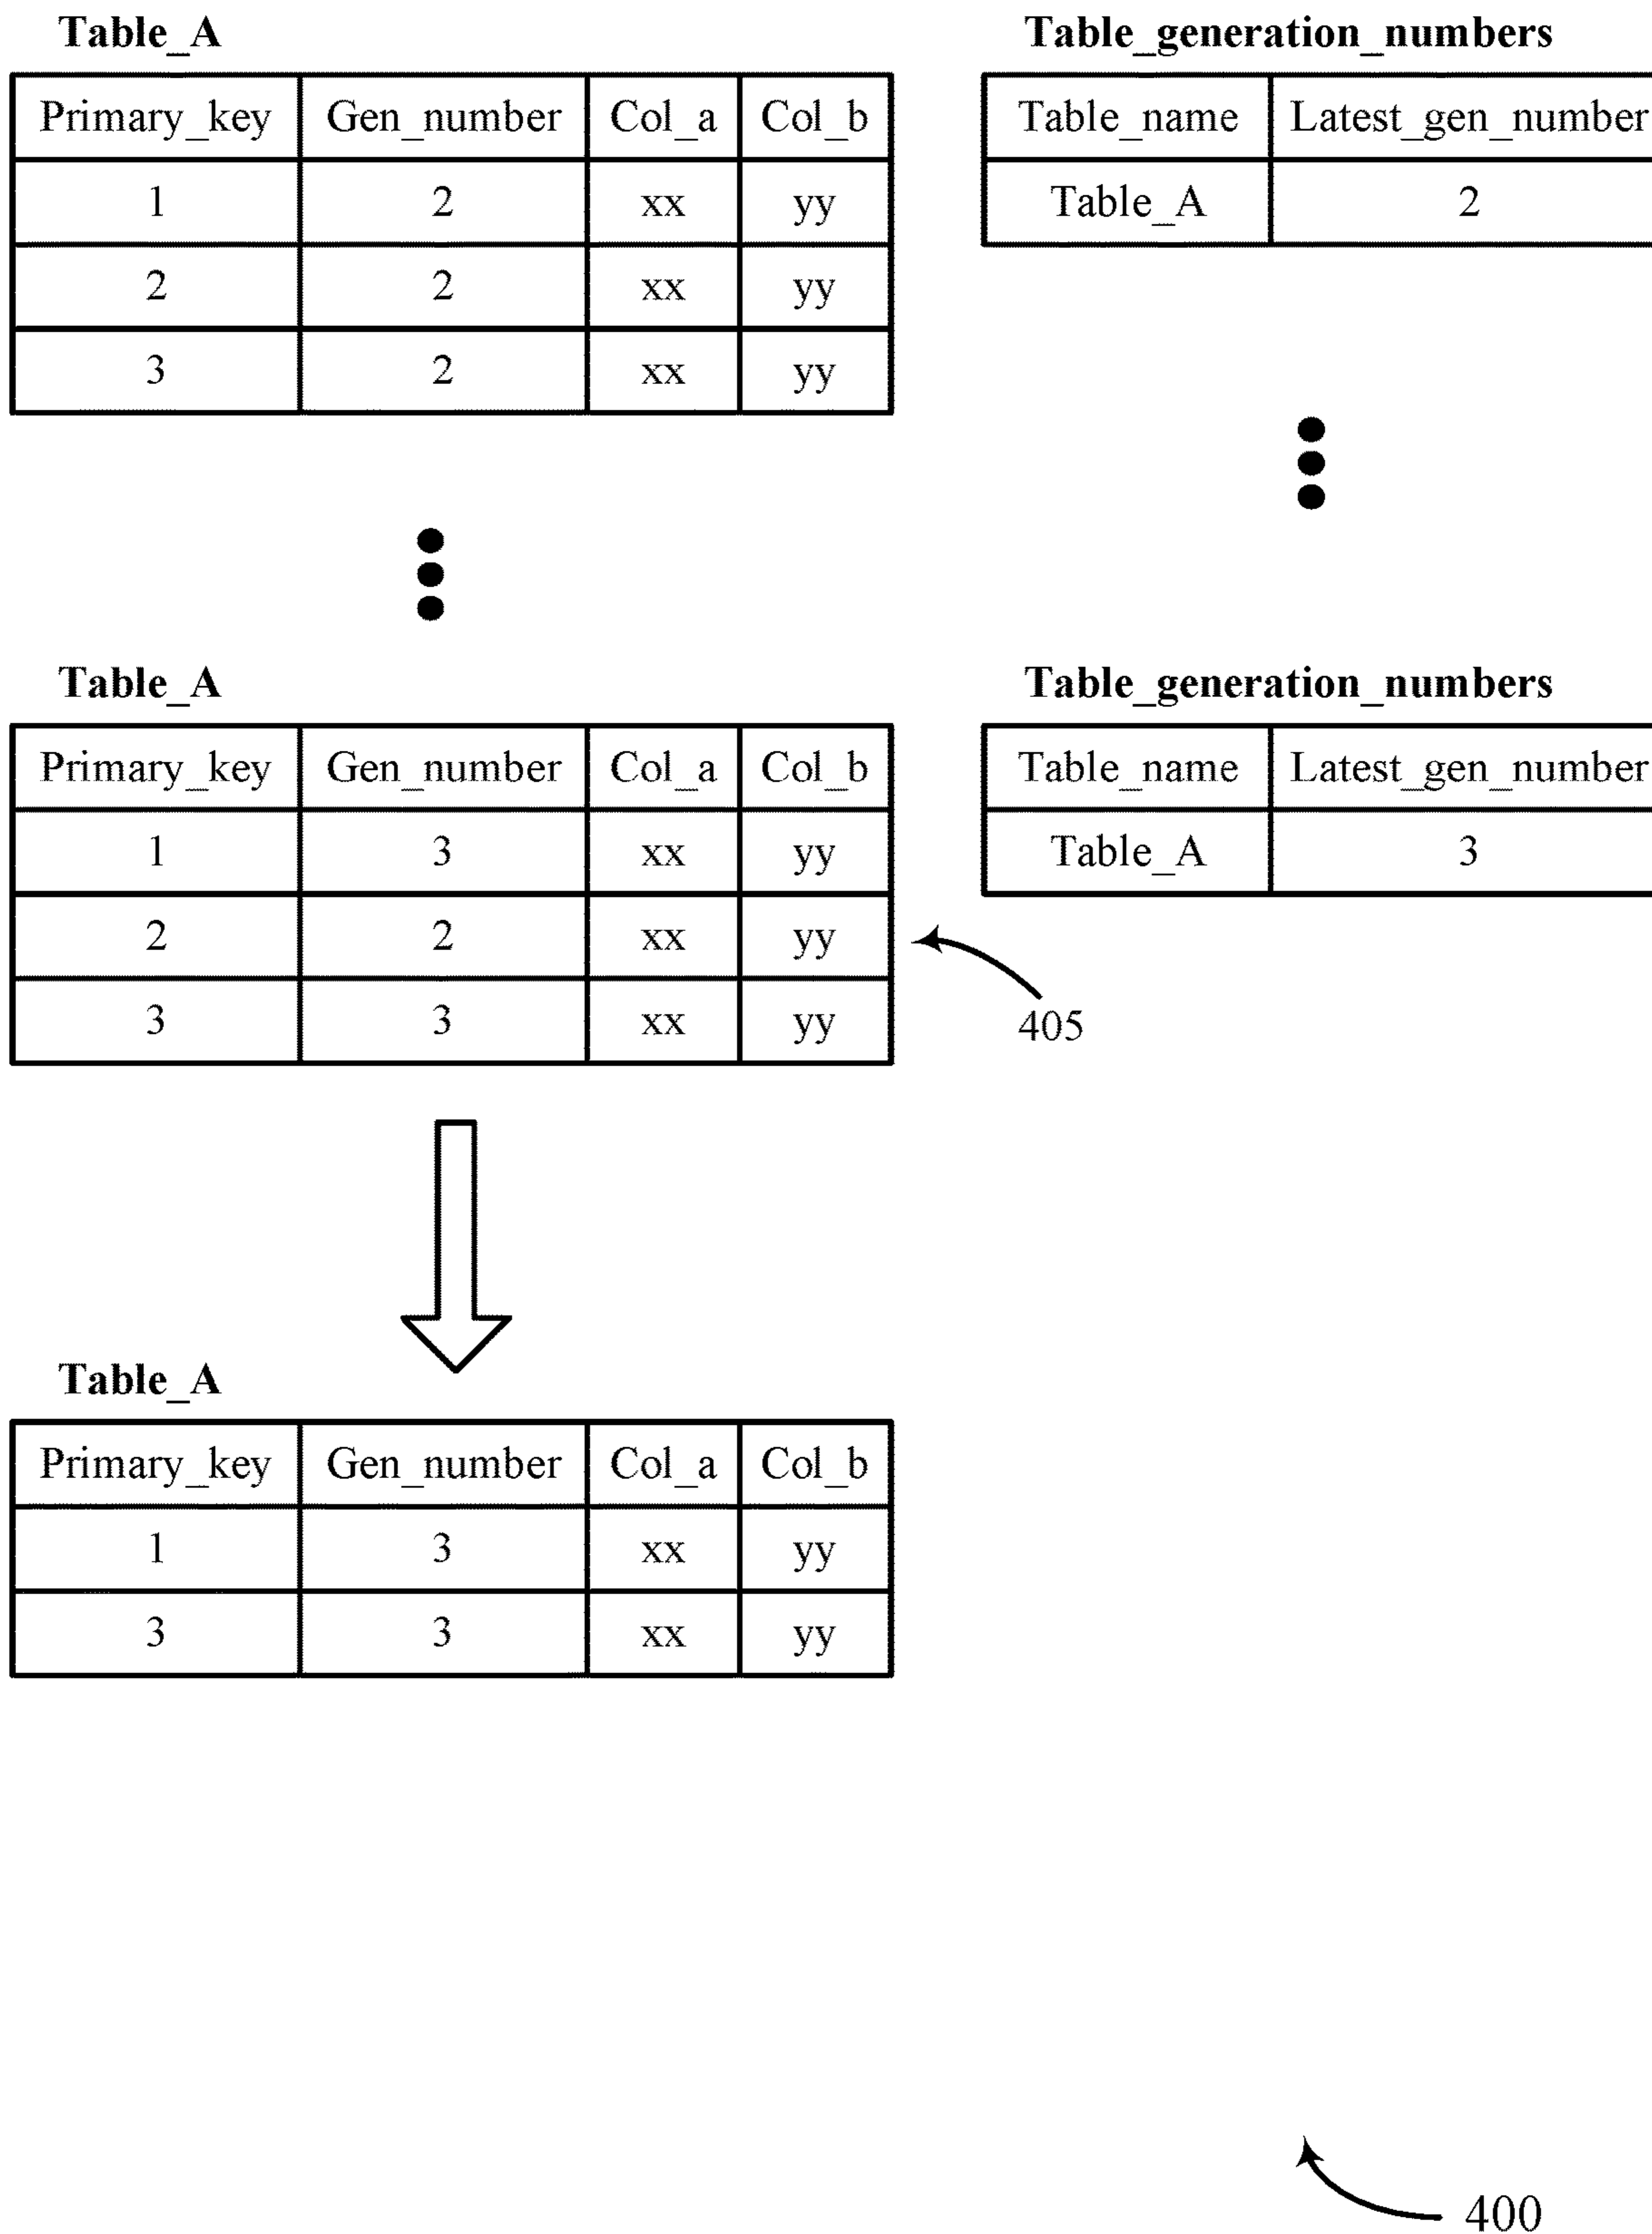 Table_A
Table_generation_numbers
Primary_key Gen_number Col_a Col_b
Table_name Latest_gen_number
1 2 xx yy
Table_A 2
2 2 xx yy
3 2 xx yy
Table_A
Table_generation_numbers
Primary_key Gen_number Col_a Col_b
Table_name Latest_gen_number
1 3 xx yy
Table_A 3
2 2 xx yy
3 3 xx yy
405
Table_A
Primary_key Gen_number Col_a Col_b
1 3 xx yy
3 3 xx yy
400